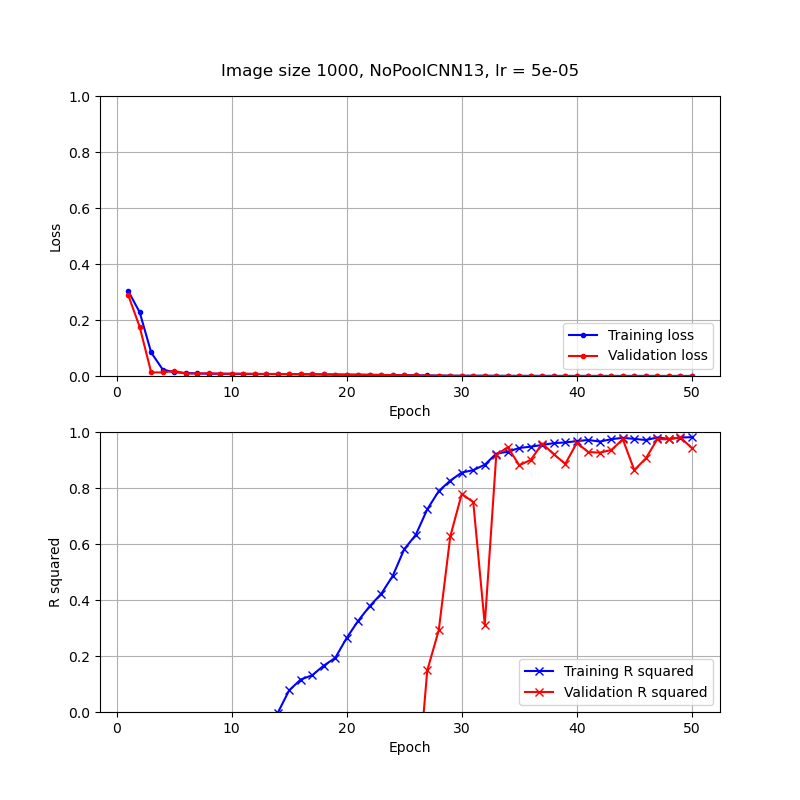 Image size 1000, NoPoolCNN13, lr = 5e-05
1.0
0.8
0.6
0.4
0.2
0.0
Loss
Training loss
Validation loss
0 10 20 30 40 50
Epoch
1.0
0.8
0.6
0.4
0.2
0.0
R squared
Training R squared
Validation R squared
0 10 20 30 40 50
Epoch